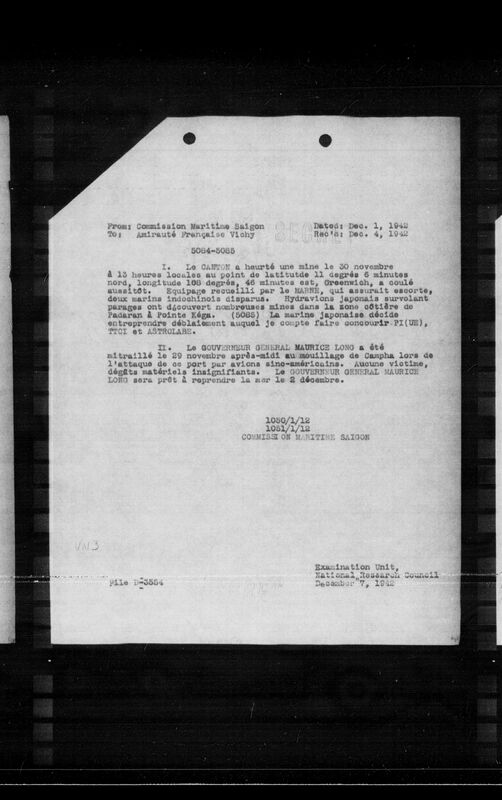 From: Commission Maritime Saigon Dated: Dec. 1, 1942
To: Amirauté Française Vichy Rec'd: Dec. 4, 1942
5084-5085
I. Le CANTON a heurté une mine le 30 novembre
à 13 heures locales au point de latitutde 11 degrés 6 minutes
nord, longitude 108 degrés, 46 minutes est, Greenwich, a coulé
aussitôt. Equipage recueilli par le MARNE, qui assurait escorte,
deux marins indochinois disparus. Hydravions japonais survolant
parages ont découvert nombreuses mines dans la zone côtière de
Padaran à Pointe Kéga. (5085) La marine japonaise décide
entreprendre déblaiement auquel je compte faire concourir PI(UE),
TTCI et ASTROLABE.
II. Le GOUVERNEUR GENERAL MAURICE LONG a été
mitraillé le 29 novembre après-midi au mouillage de Campha lors de
l'attaque de ce port par avions sino-américains. Aucune victime,
dégâts matériels insignifiants. Le GOUVERNEUR GENERAL MAURICE
LONG sera prêt à reprendre la mer le 2 décembre.
1050/1/12
1051/1/12
COMMISSION MARITIME SAIGON
VN3
Examination Unit,
National Research Council
File D-3554 December 7, 1942